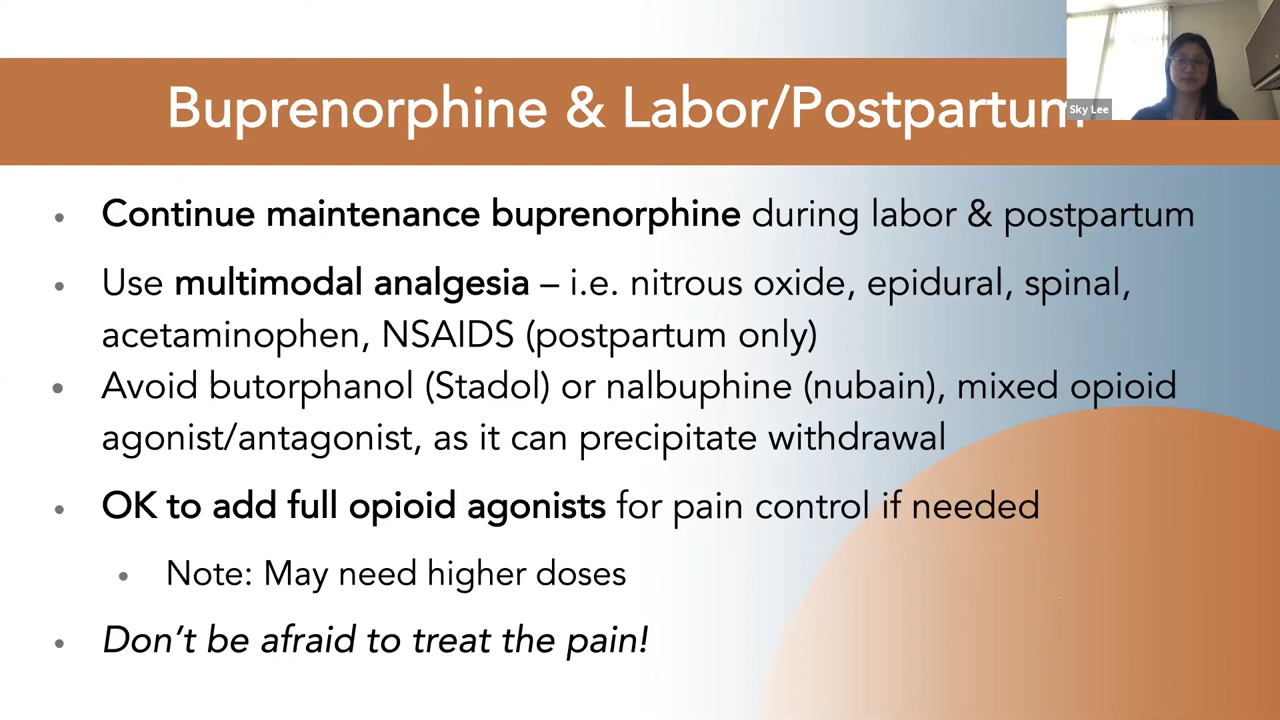 Buprenorphine & Labor/Postpartum
Sky Lee
• Continue maintenance buprenorphine during labor & postpartum
• Use multimodal analgesia – i.e. nitrous oxide, epidural, spinal,
acetaminophen, NSAIDS (postpartum only)
• Avoid butorphanol (Stadol) or nalbuphine (nubain), mixed opioid
agonist/antagonist, as it can precipitate withdrawal
• OK to add full opioid agonists for pain control if needed
• Note: May need higher doses
• Don't be afraid to treat the pain!